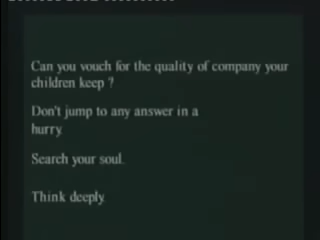 Can you vouch for the quality of company your
children keep ?
Don't jump to any answer in a
hurry.
Search your soul.
Think deeply.